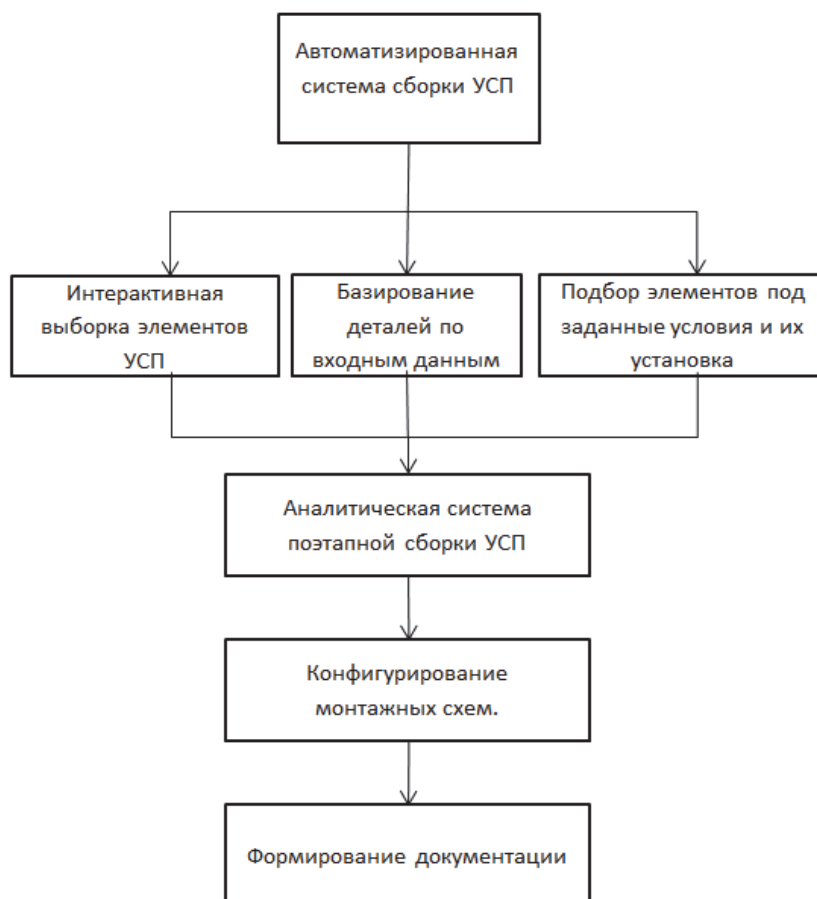 Автоматизированная
система сборки УСП
Интерактивная
выборка элементов
УСП
Базирование
деталей по
входным данным
Подбор элементов под
заданные условия и их
установка
Аналитическая система
поэтапной сборки УСП
Конфигурирование
монтажных схем.
Формирование документации